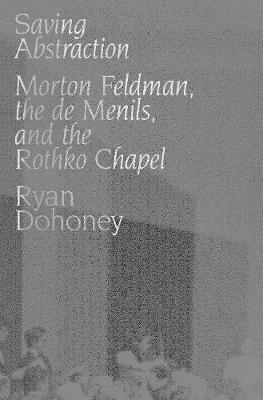 Saving
Abstraction
Morton Feldman,
the de Menils,
and the
Rothko Chapel
Ryan
Dohoney